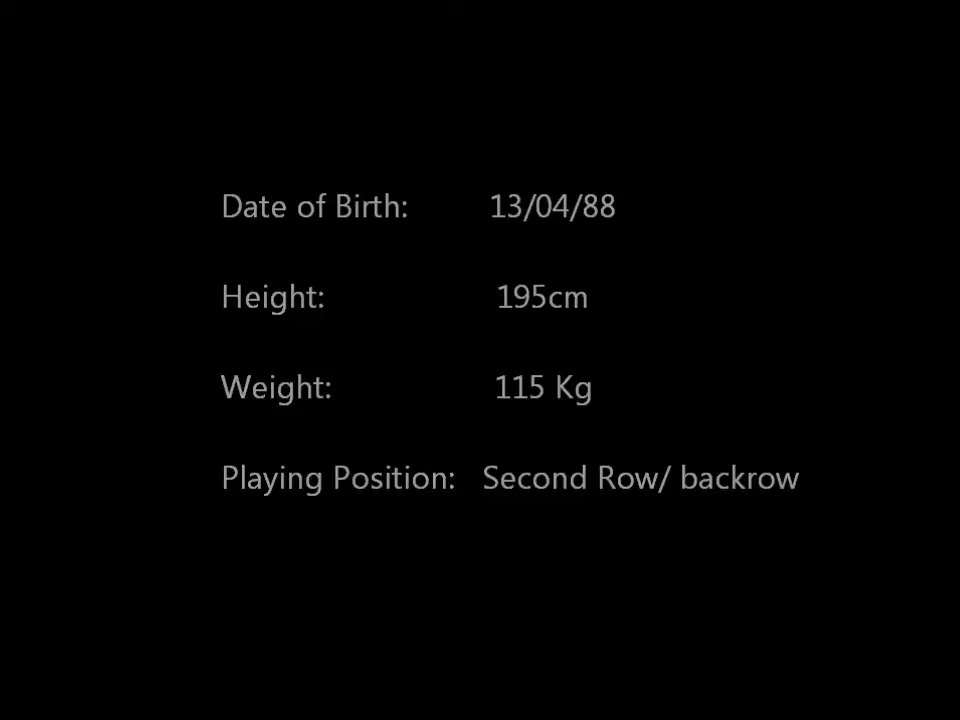 Date of Birth: 13/04/88
Height: 195cm
Weight: 115 Kg
Playing Position: Second Row/ backrow